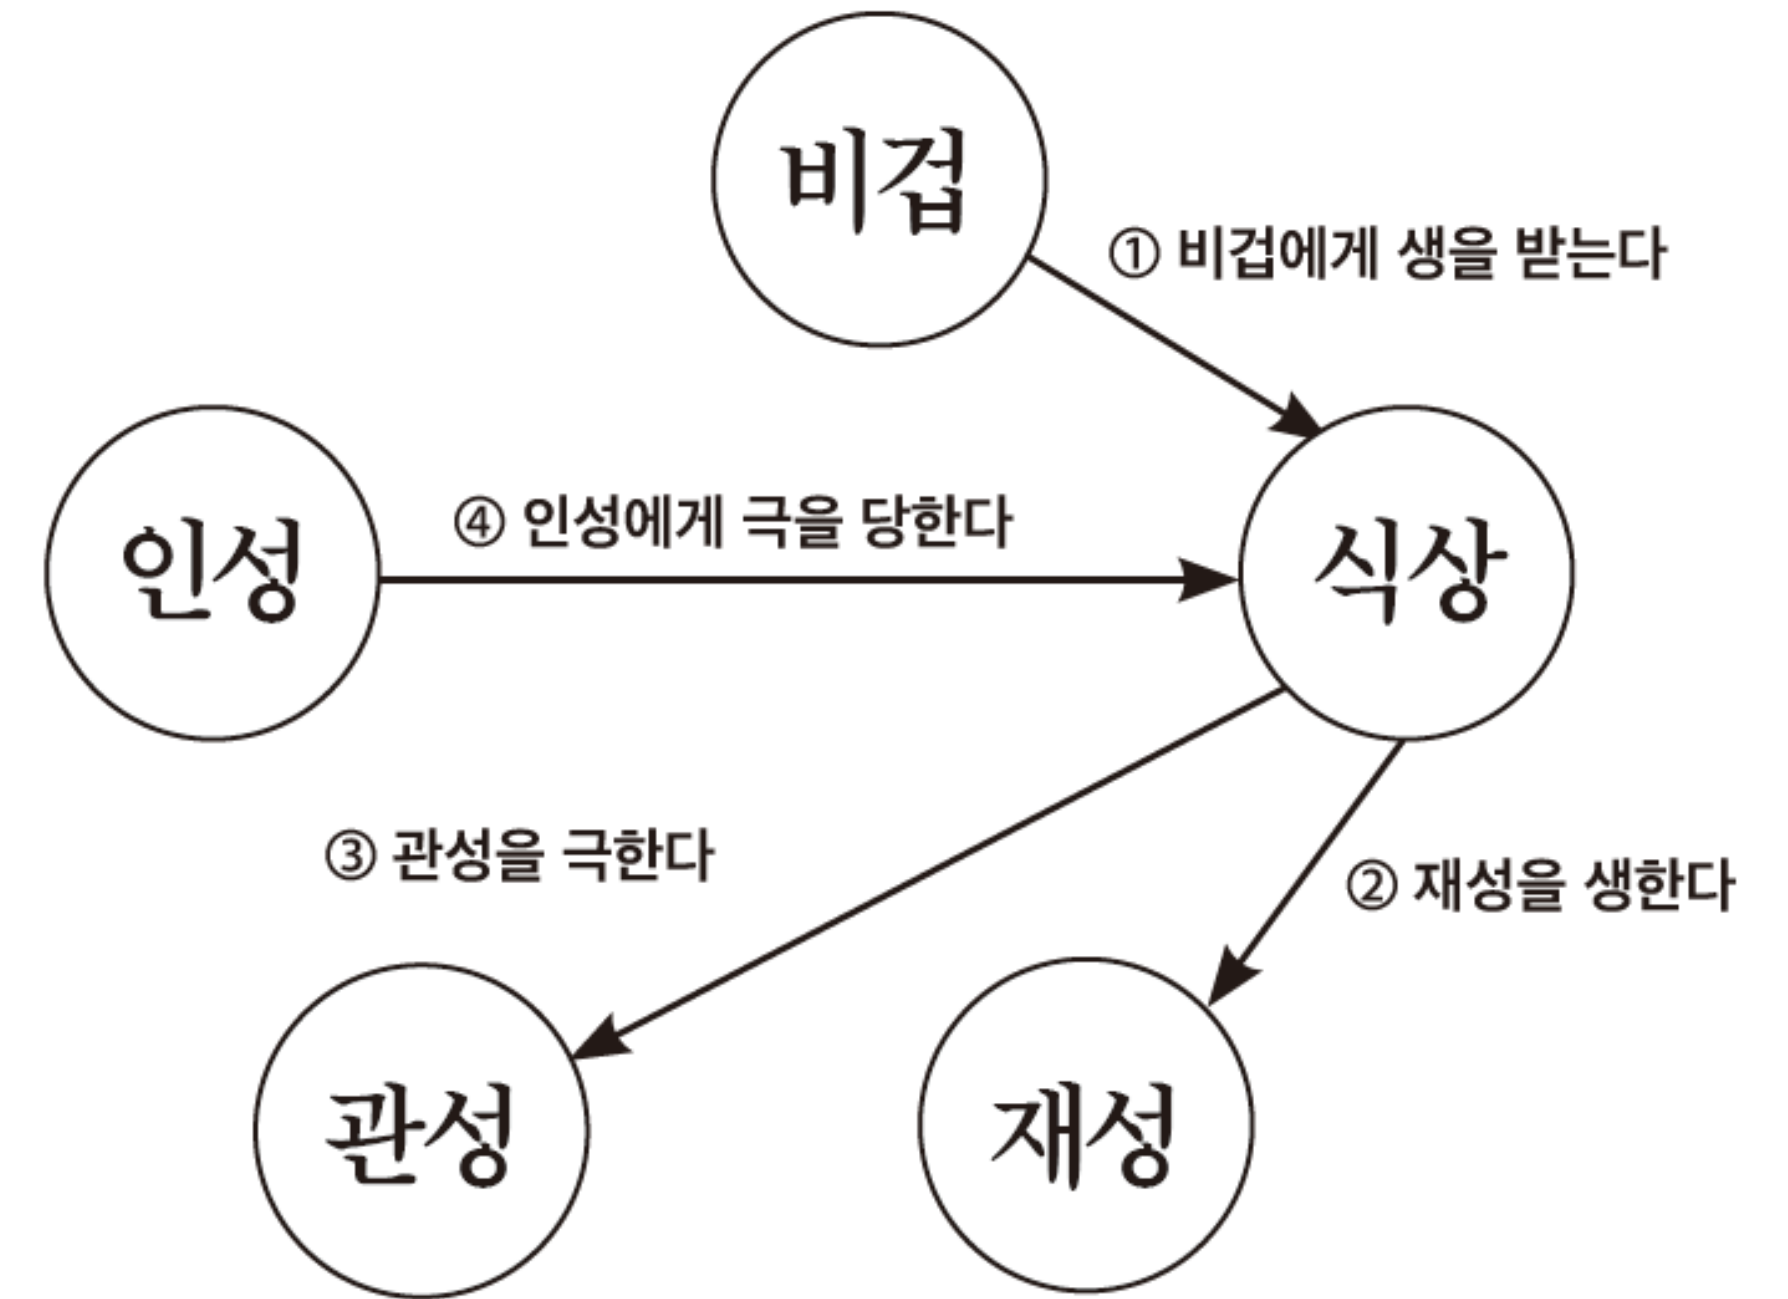 비겁
① 비겁에게 생을 받는다
인성
④ 인성에게 극을 당한다
식상
③ 관성을 극한다
② 재성을 생한다
관성
재성